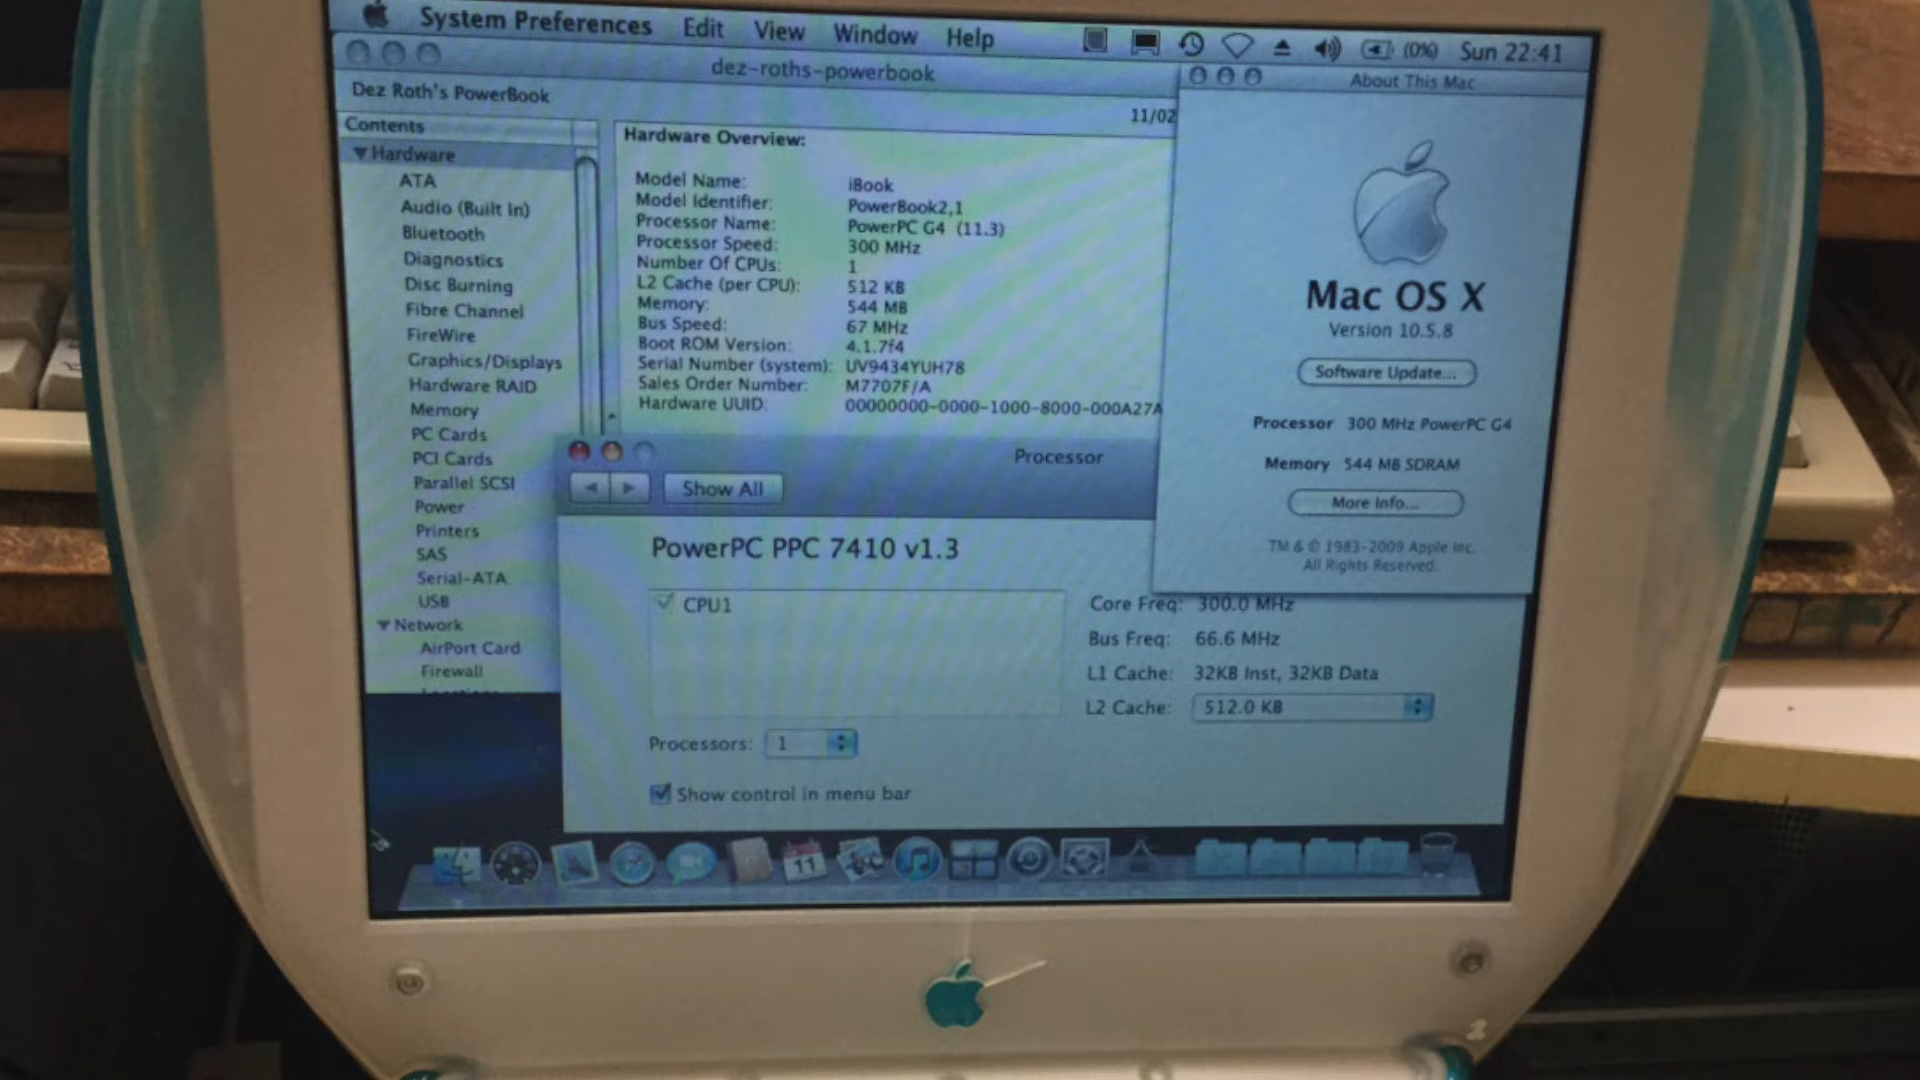 System Preferences Edit View Window Help (0%) Sun 22:41
dez-roths-powerbook
Dez Roth's PowerBook
11/02
Contents
Hardware
ATA
Audio (Built In)
Bluetooth
Diagnostics
Disc Burning
Fibre Channel
FireWire
Graphics/Displays
Hardware RAID
Memory
PC Cards
PCI Cards
Parallel SCSI
Power
Printers
SAS
Serial-ATA
USB
Network
AirPort Card
Firewall
Hardware Overview:
Model Name: iBook
Model Identifier: PowerBook2,1
Processor Name: PowerPC G4 (11.3)
Processor Speed: 300 MHz
Number Of CPUs: 1
L2 Cache (per CPU): 512 KB
Memory: 544 MB
Bus Speed: 67 MHz
Boot ROM Version: 4.1.7f4
Serial Number (system): UV9434YUH78
Sales Order Number: M7707F/A
Hardware UUID: 00000000-0000-1000-8000-000A27A
About This Mac
Mac OS X
Version 10.5.8
Software Update...
Processor 300 MHz PowerPC G4
Memory 544 MB SDRAM
More Info...
TM & © 1983-2009 Apple Inc.
All Rights Reserved.
Processor
Show All
PowerPC PPC 7410 v1.3
CPU1
Core Freq: 300.0 MHz
Bus Freq: 66.6 MHz
L1 Cache: 32KB Inst, 32KB Data
L2 Cache: 512.0 KB
Processors: 1
Show control in menu bar
11